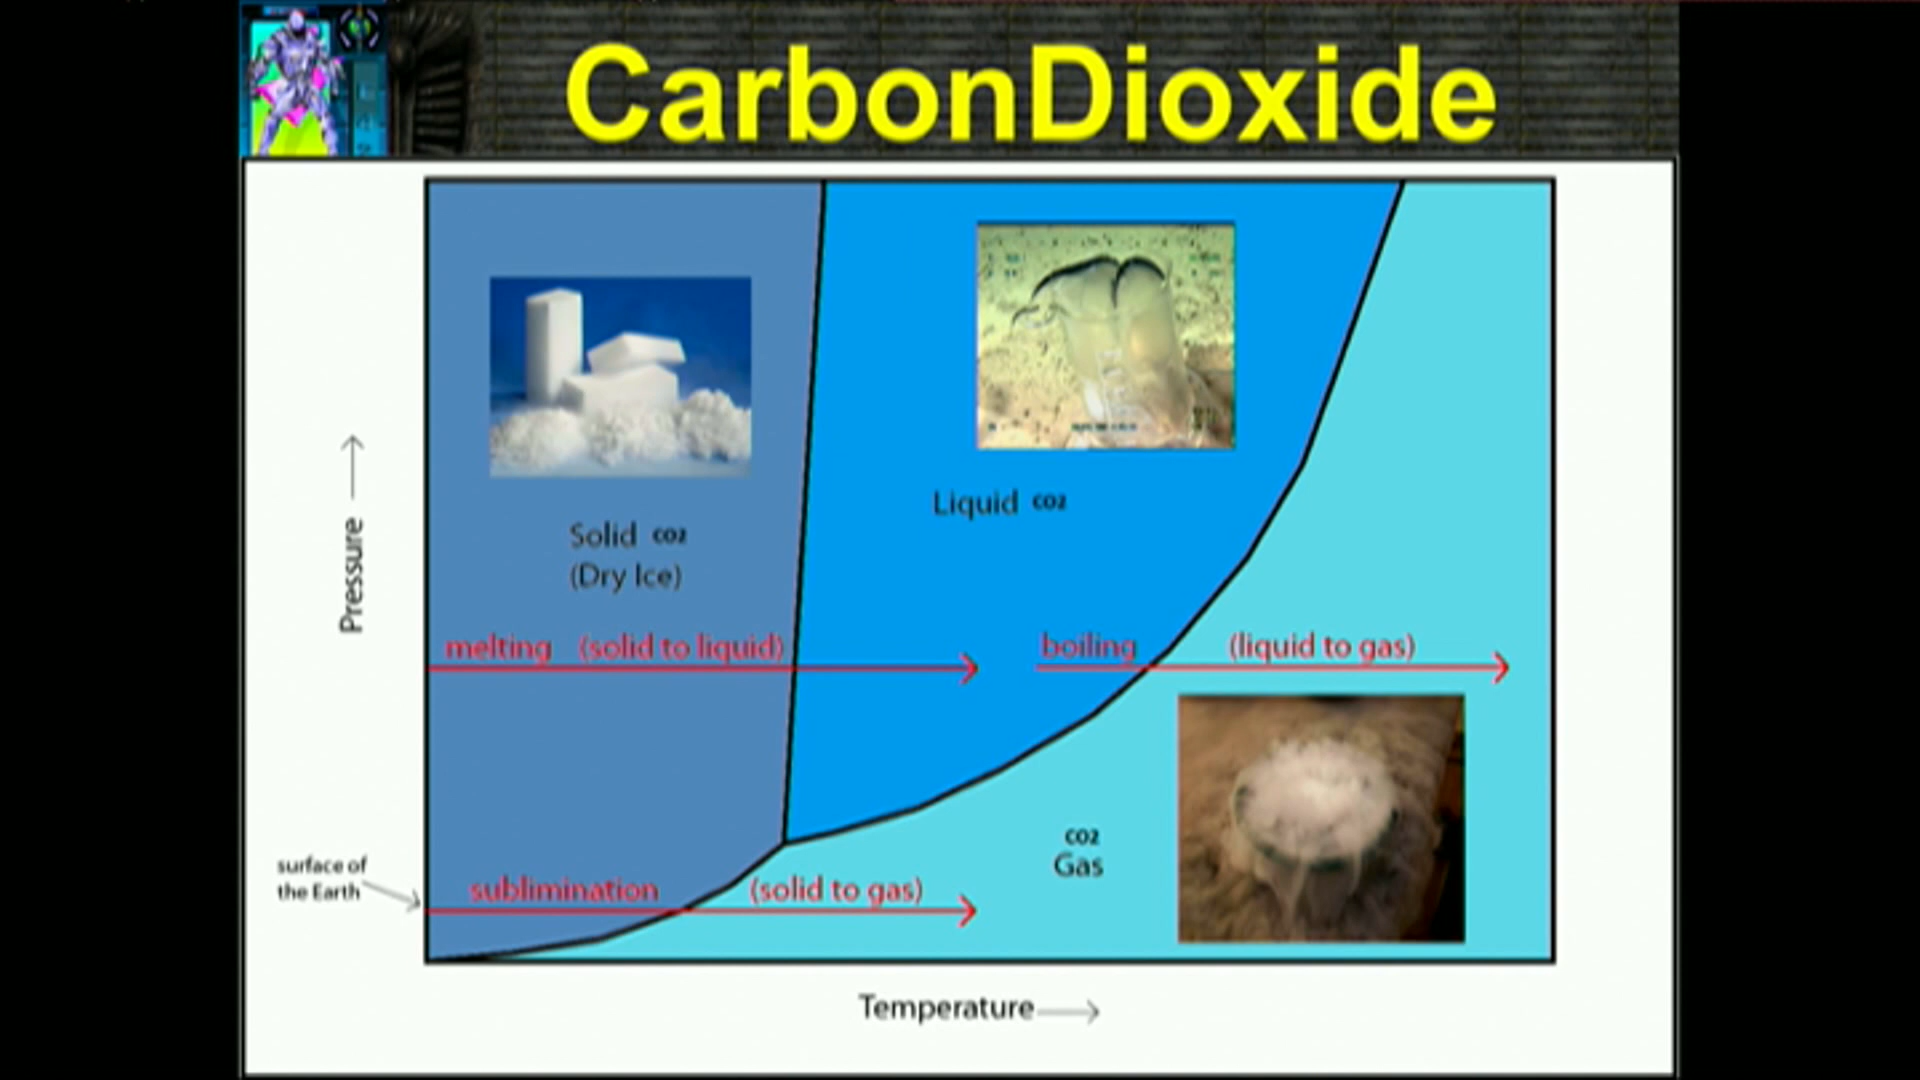 CarbonDioxide
Solid CO2
(Dry Ice)
Liquid CO2
Pressure
melting (solid to liquid)
boiling (liquid to gas)
CO2
Gas
surface of
the Earth
sublimination (solid to gas)
Temperature